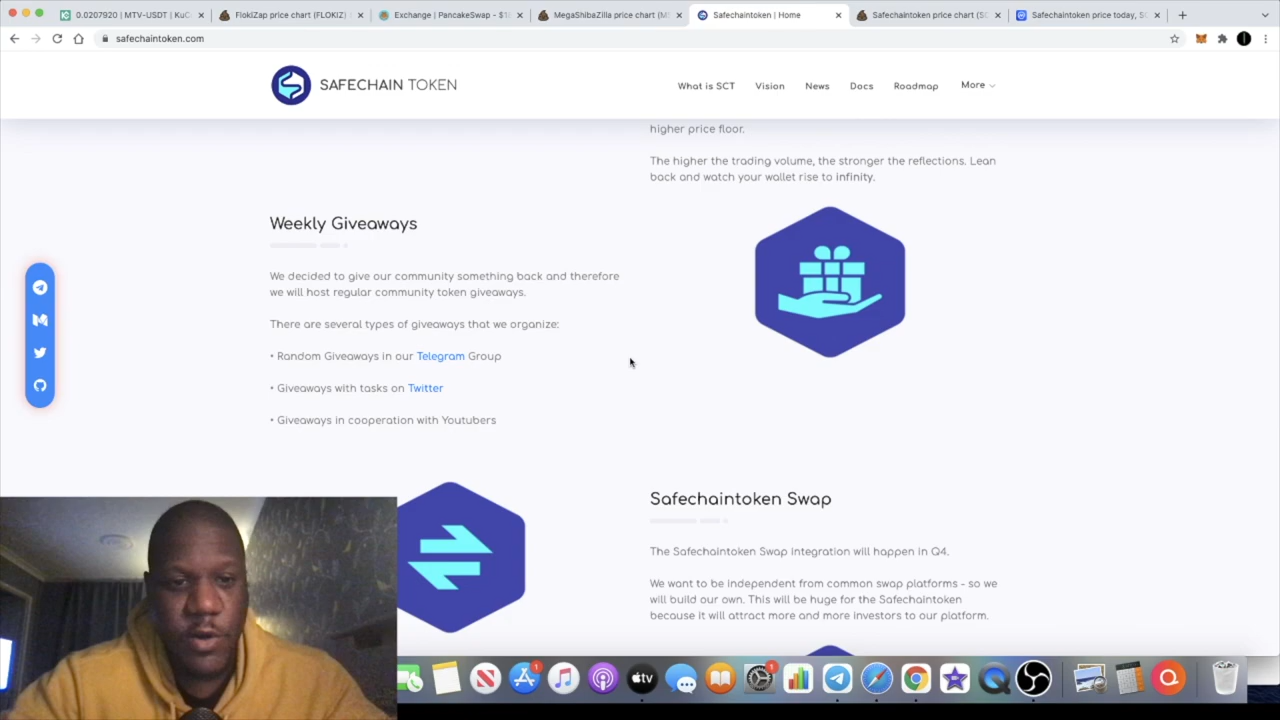 0.0207920 | MTV-USDT | KuC
FlokiZap price chart (FLOKIZ)
Exchange | PancakeSwap - $18
MegaShibaZilla price chart (M
Safechaintoken | Home
Safechaintoken price chart (SC
Safechaintoken price today, SC
safechaintoken.com
SAFECHAIN TOKEN
What is SCT
Vision
News
Docs
Roadmap
More
higher price floor.
The higher the trading volume, the stronger the reflections. Lean
back and watch your wallet rise to infinity.
Weekly Giveaways
We decided to give our community something back and therefore
we will host regular community token giveaways.
There are several types of giveaways that we organize:
• Random Giveaways in our Telegram Group
• Giveaways with tasks on Twitter
• Giveaways in cooperation with Youtubers
Safechaintoken Swap
The Safechaintoken Swap integration will happen in Q4.
We want to be independent from common swap platforms - so we
will build our own. This will be huge for the Safechaintoken
because it will attract more and more investors to our platform.
1
tv
1